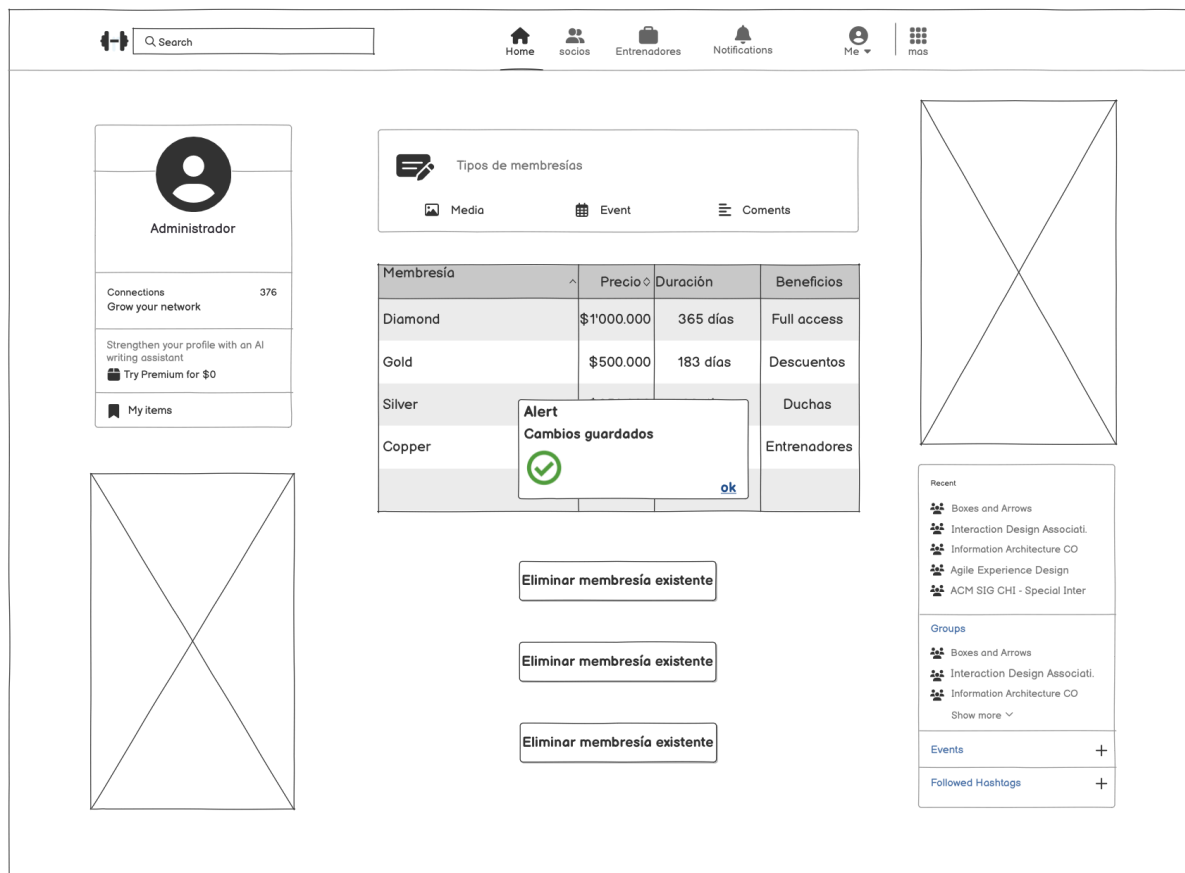 Search
Home
socios
Entrenadores
Notifications
Me
mas
Administrador
Connections 376
Grow your network
Strengthen your profile with an AI
writing assistant
Try Premium for $0
My items
Tipos de membresías
Media Event Coments
Membresía Precio Duración Beneficios
Diamond $1'000.000 365 días Full access
Gold $500.000 183 días Descuentos
Silver Duchas
Copper Entrenadores
Alert
Cambios guardados
ok
Eliminar membresía existente
Eliminar membresía existente
Eliminar membresía existente
Recent
Boxes and Arrows
Interaction Design Associati.
Information Architecture CO
Agile Experience Design
ACM SIG CHI - Special Inter
Groups
Boxes and Arrows
Interaction Design Associati.
Information Architecture CO
Show more
Events +
Followed Hashtags +